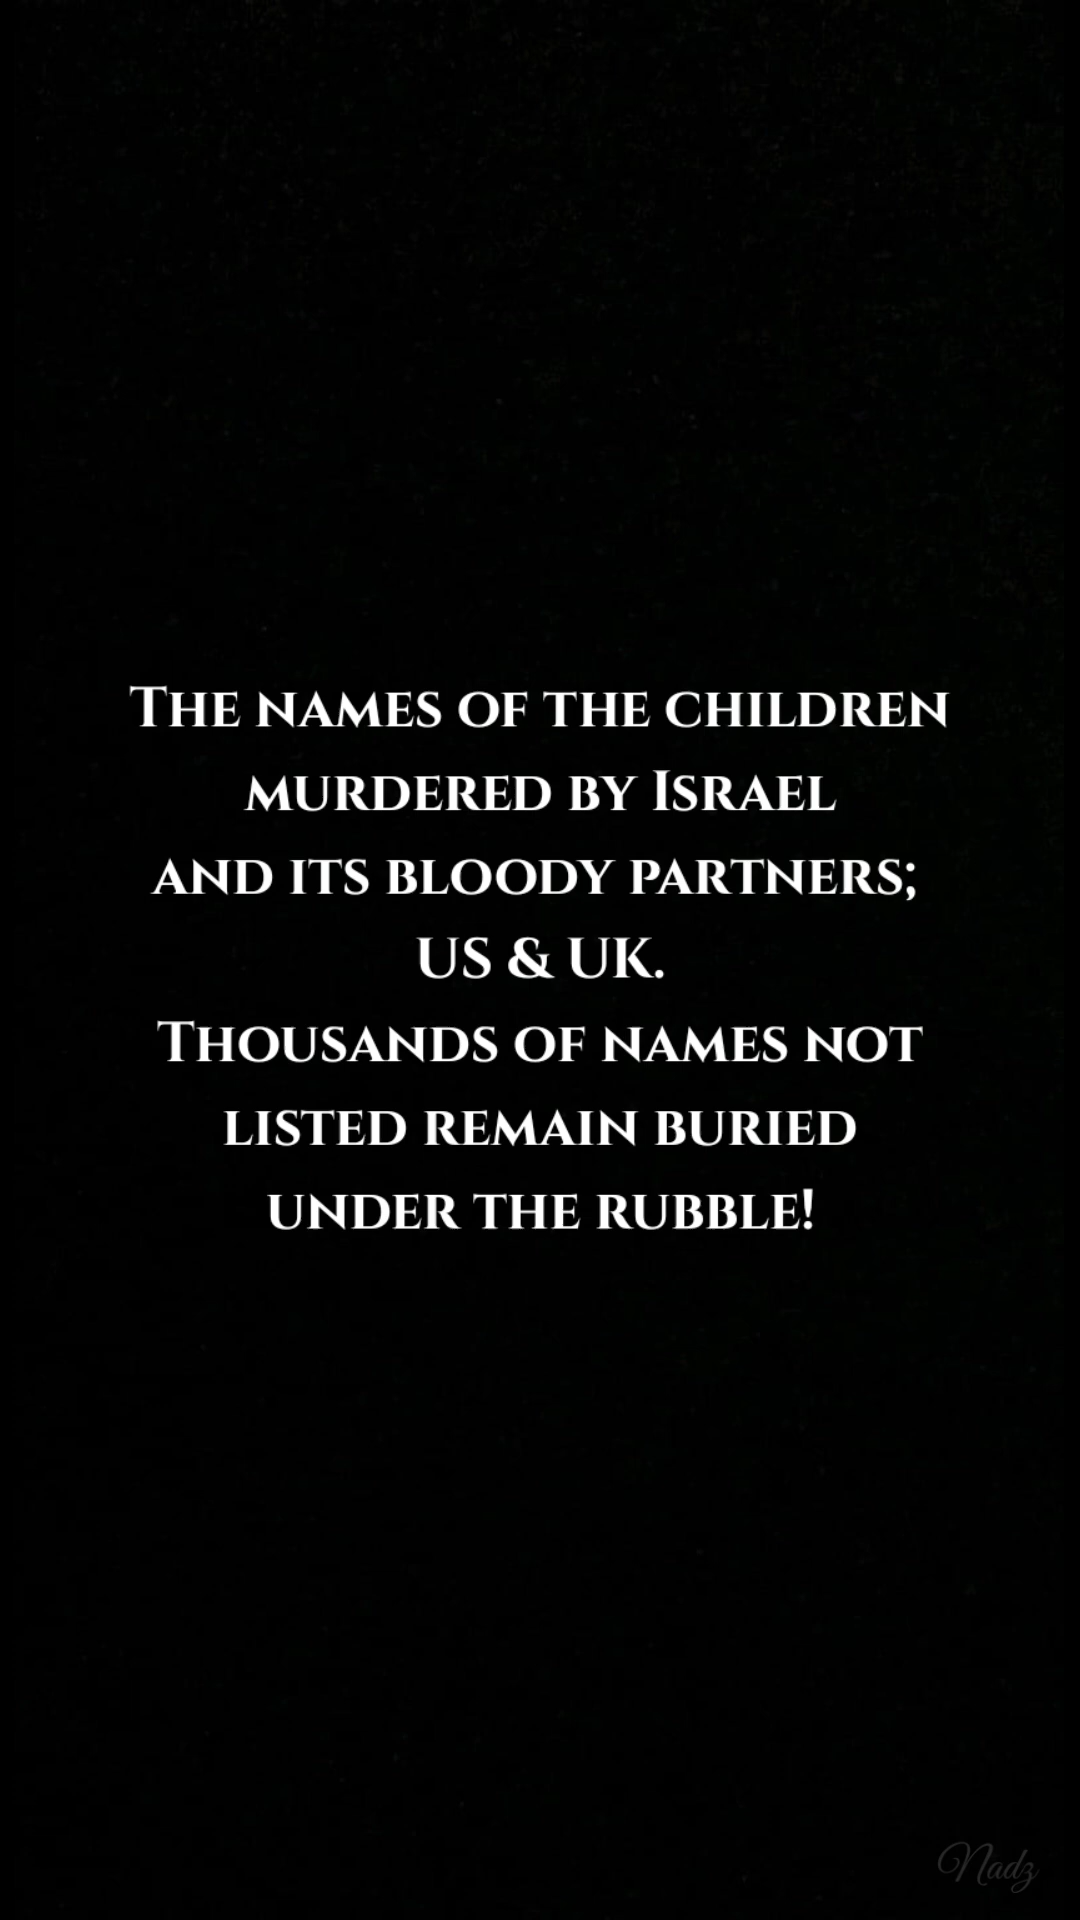 The names of the children
murdered by Israel
and its bloody partners;
US & UK.
Thousands of names not
listed remain buried
under the rubble!
Nadz